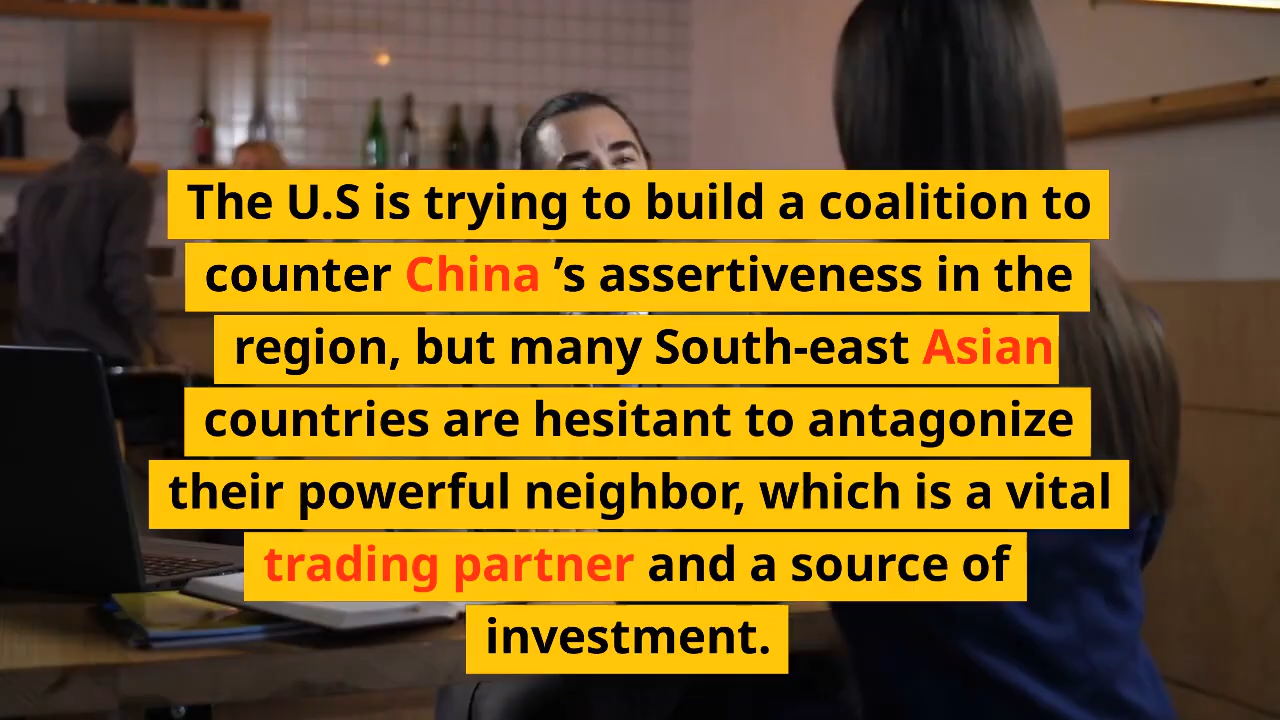 The U.S is trying to build a coalition to
counter China ’s assertiveness in the
region, but many South-east Asian
countries are hesitant to antagonize
their powerful neighbor, which is a vital
trading partner and a source of
investment.